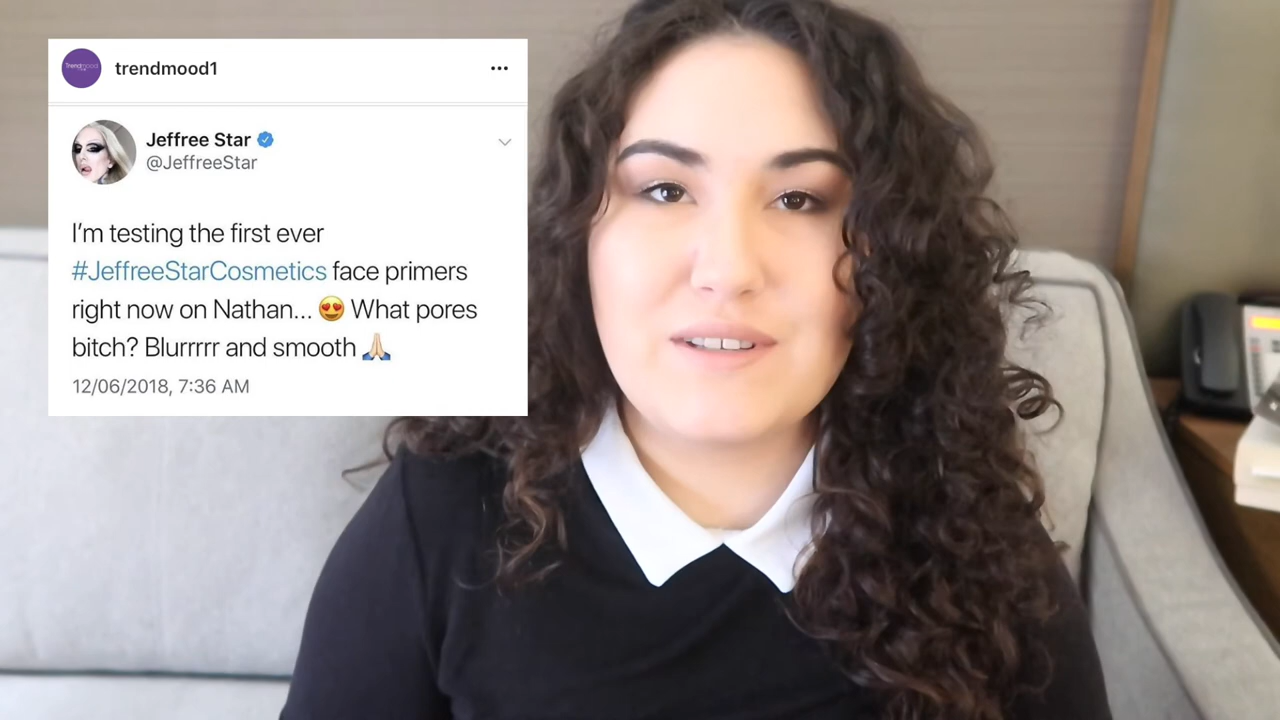 Trendmood
trendmood1
Jeffree Star
@JeffreeStar
I'm testing the first ever
#JeffreeStarCosmetics face primers
right now on Nathan... 😍 What pores
bitch? Blurrrrr and smooth 🙏🏻
12/06/2018, 7:36 AM